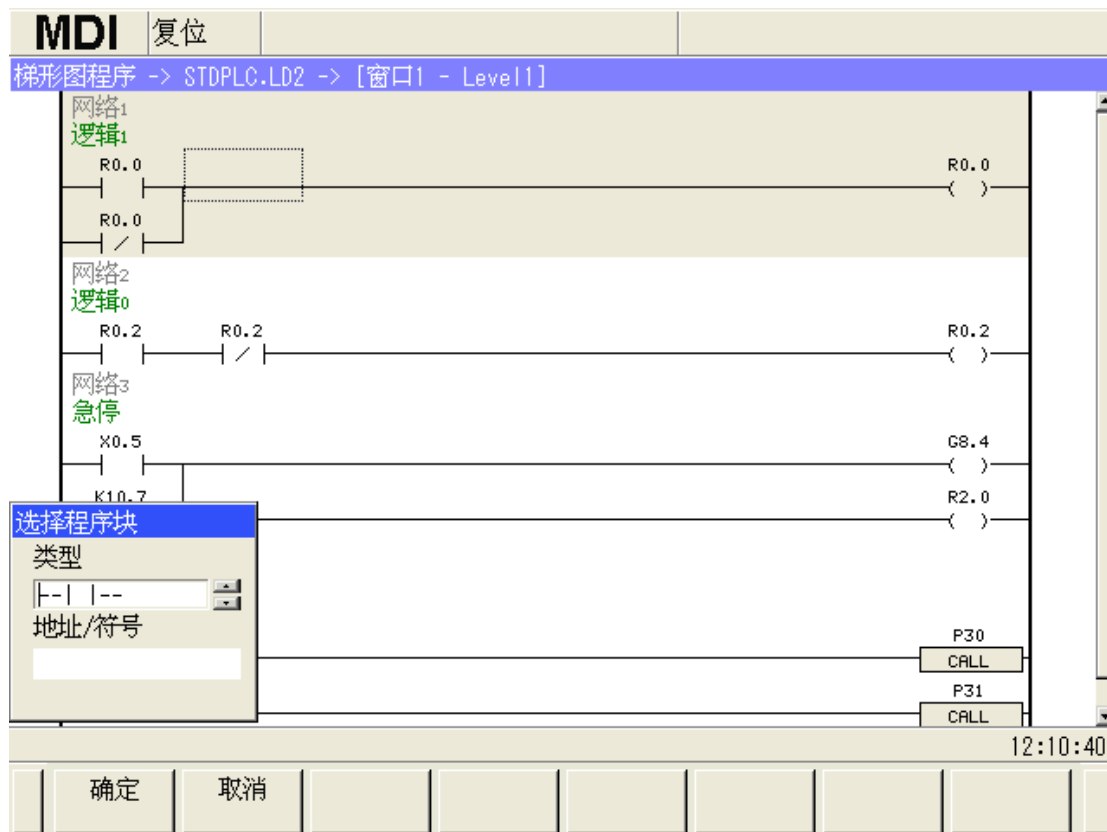 MDI 复位
梯形图程序 -> STDPLC.LD2 -> [窗口1 - Level1]
网络1
逻辑1
R0.0 R0.0
R0.0
网络2
逻辑0
R0.2 R0.2 R0.2
网络3
急停
X0.5 G8.4
K10.7 R2.0
选择程序块
类型
|--| |--
地址/符号
P30
CALL
P31
CALL
12:10:40
确定 取消